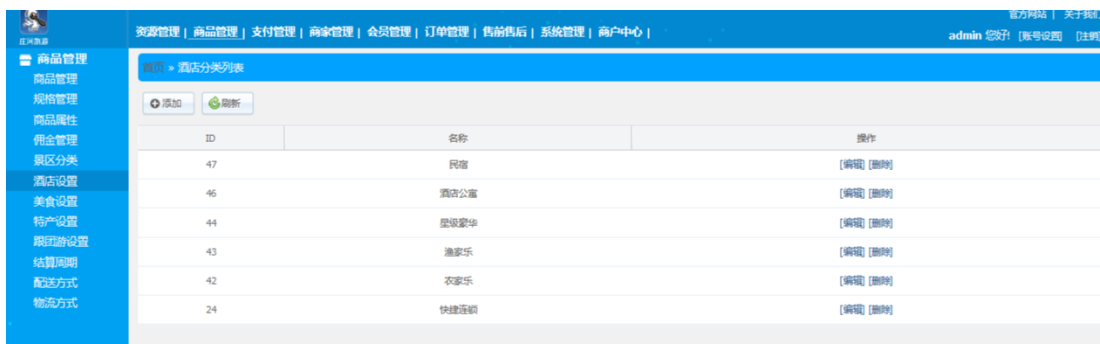 官方网站 | 关于我们
庄河旅游
资源管理 | 商品管理 | 支付管理 | 商家管理 | 会员管理 | 订单管理 | 售前售后 | 系统管理 | 商户中心 |
admin 您好! [账号设置] [注销]
商品管理
商品管理
规格管理
商品属性
佣金管理
景区分类
酒店设置
美食设置
特产设置
跟团游设置
结算周期
配送方式
物流方式
首页 » 酒店分类列表
添加 刷新
ID 名称 操作
47 民宿 [编辑] [删除]
46 酒店公寓 [编辑] [删除]
44 星级豪华 [编辑] [删除]
43 渔家乐 [编辑] [删除]
42 农家乐 [编辑] [删除]
24 快捷连锁 [编辑] [删除]